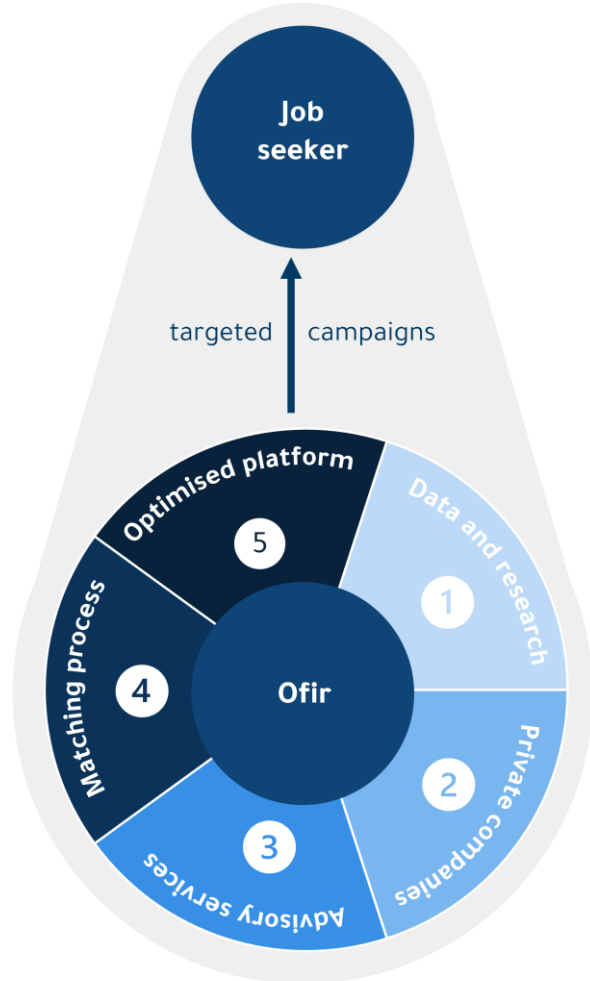 Job
seeker
targeted campaigns
Optimised platform
5
Data and research
1
Matching process
4
Ofir
Private companies
2
Advisory services
3